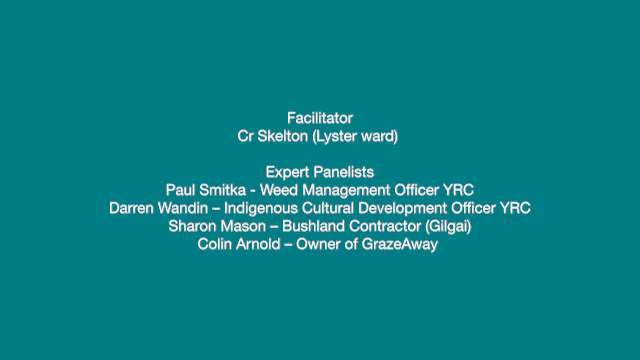 Facilitator
Cr Skelton (Lyster ward)
Expert Panelists
Paul Smitka - Weed Management Officer YRC
Darren Wandin – Indigenous Cultural Development Officer YRC
Sharon Mason – Bushland Contractor (Gilgai)
Colin Arnold – Owner of GrazeAway